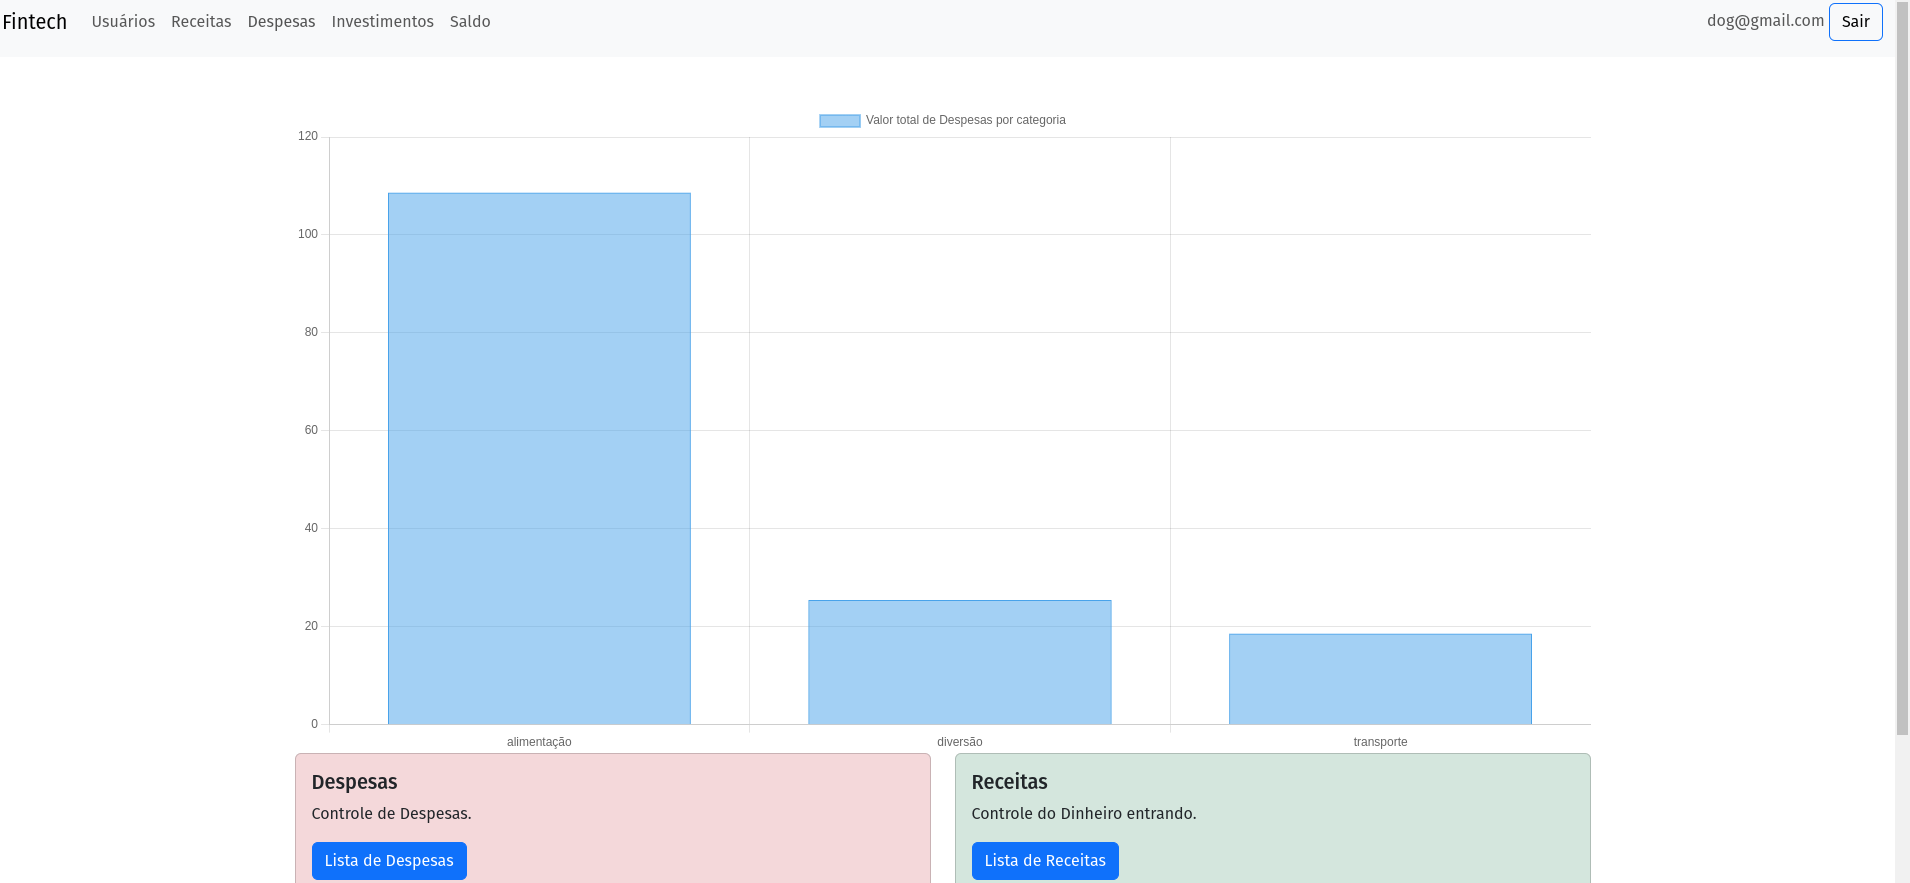 Fintech Usuários Receitas Despesas Investimentos Saldo dog@gmail.com Sair
Valor total de Despesas por categoria
120
100
80
60
40
20
0
alimentação diversão transporte
Despesas
Controle de Despesas.
Lista de Despesas
Receitas
Controle do Dinheiro entrando.
Lista de Receitas